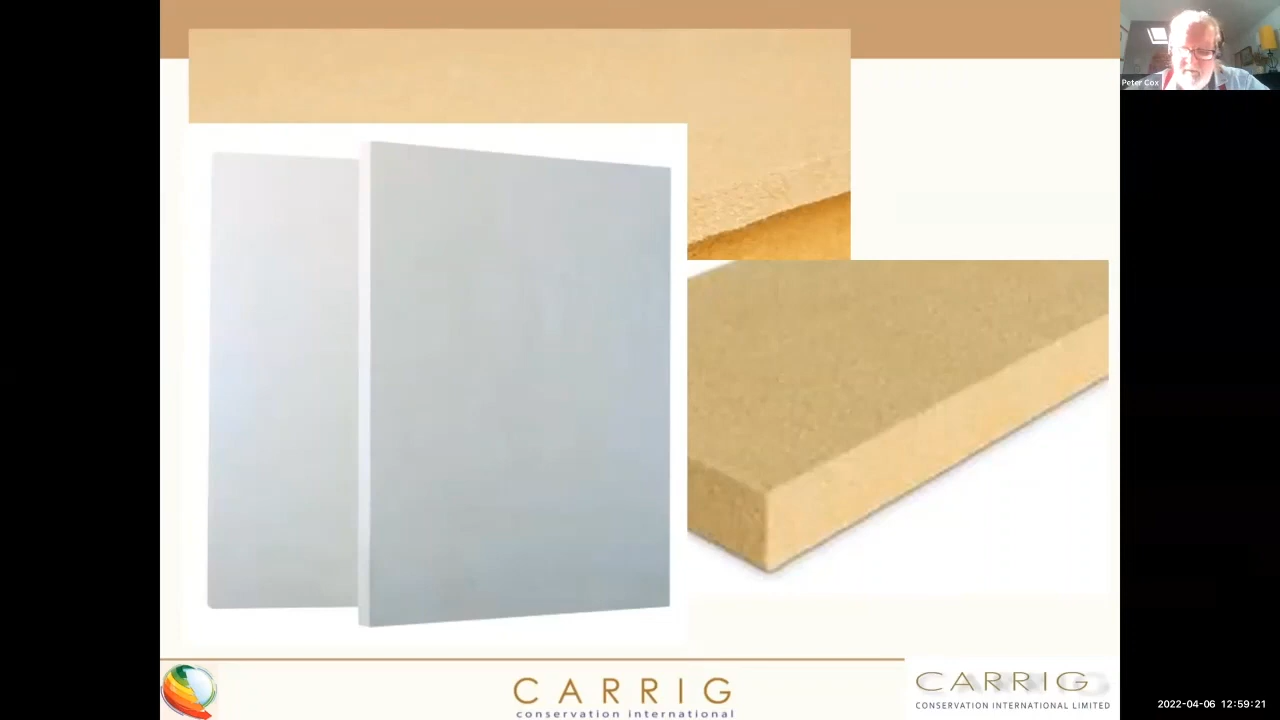 Peter Cox
CARRIG
conservation international
CARRIG
CONSERVATION INTERNATIONAL LIMITED
2022-04-06 12:59:21